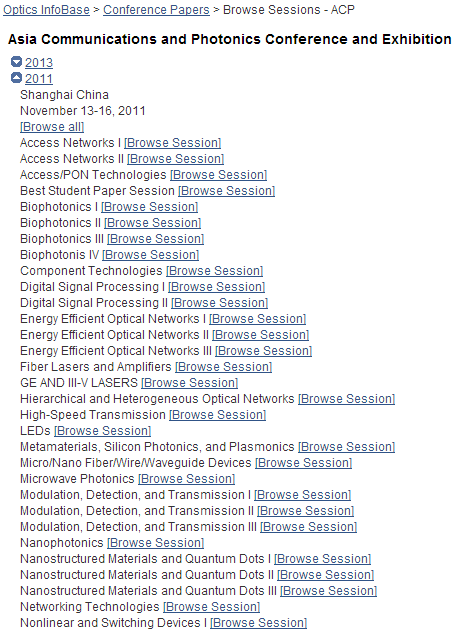 Optics InfoBase > Conference Papers > Browse Sessions - ACP
Asia Communications and Photonics Conference and Exhibition
2013
2011
Shanghai China
November 13-16, 2011
[Browse all]
Access Networks I [Browse Session]
Access Networks II [Browse Session]
Access/PON Technologies [Browse Session]
Best Student Paper Session [Browse Session]
Biophotonics I [Browse Session]
Biophotonics II [Browse Session]
Biophotonics III [Browse Session]
Biophotonis IV [Browse Session]
Component Technologies [Browse Session]
Digital Signal Processing I [Browse Session]
Digital Signal Processing II [Browse Session]
Energy Efficient Optical Networks I [Browse Session]
Energy Efficient Optical Networks II [Browse Session]
Energy Efficient Optical Networks III [Browse Session]
Fiber Lasers and Amplifiers [Browse Session]
GE AND III-V LASERS [Browse Session]
Hierarchical and Heterogeneous Optical Networks [Browse Session]
High-Speed Transmission [Browse Session]
LEDs [Browse Session]
Metamaterials, Silicon Photonics, and Plasmonics [Browse Session]
Micro/Nano Fiber/Wire/Waveguide Devices [Browse Session]
Microwave Photonics [Browse Session]
Modulation, Detection, and Transmission I [Browse Session]
Modulation, Detection, and Transmission II [Browse Session]
Modulation, Detection, and Transmission III [Browse Session]
Nanophotonics [Browse Session]
Nanostructured Materials and Quantum Dots I [Browse Session]
Nanostructured Materials and Quantum Dots II [Browse Session]
Nanostructured Materials and Quantum Dots III [Browse Session]
Networking Technologies [Browse Session]
Nonlinear and Switching Devices I [Browse Session]